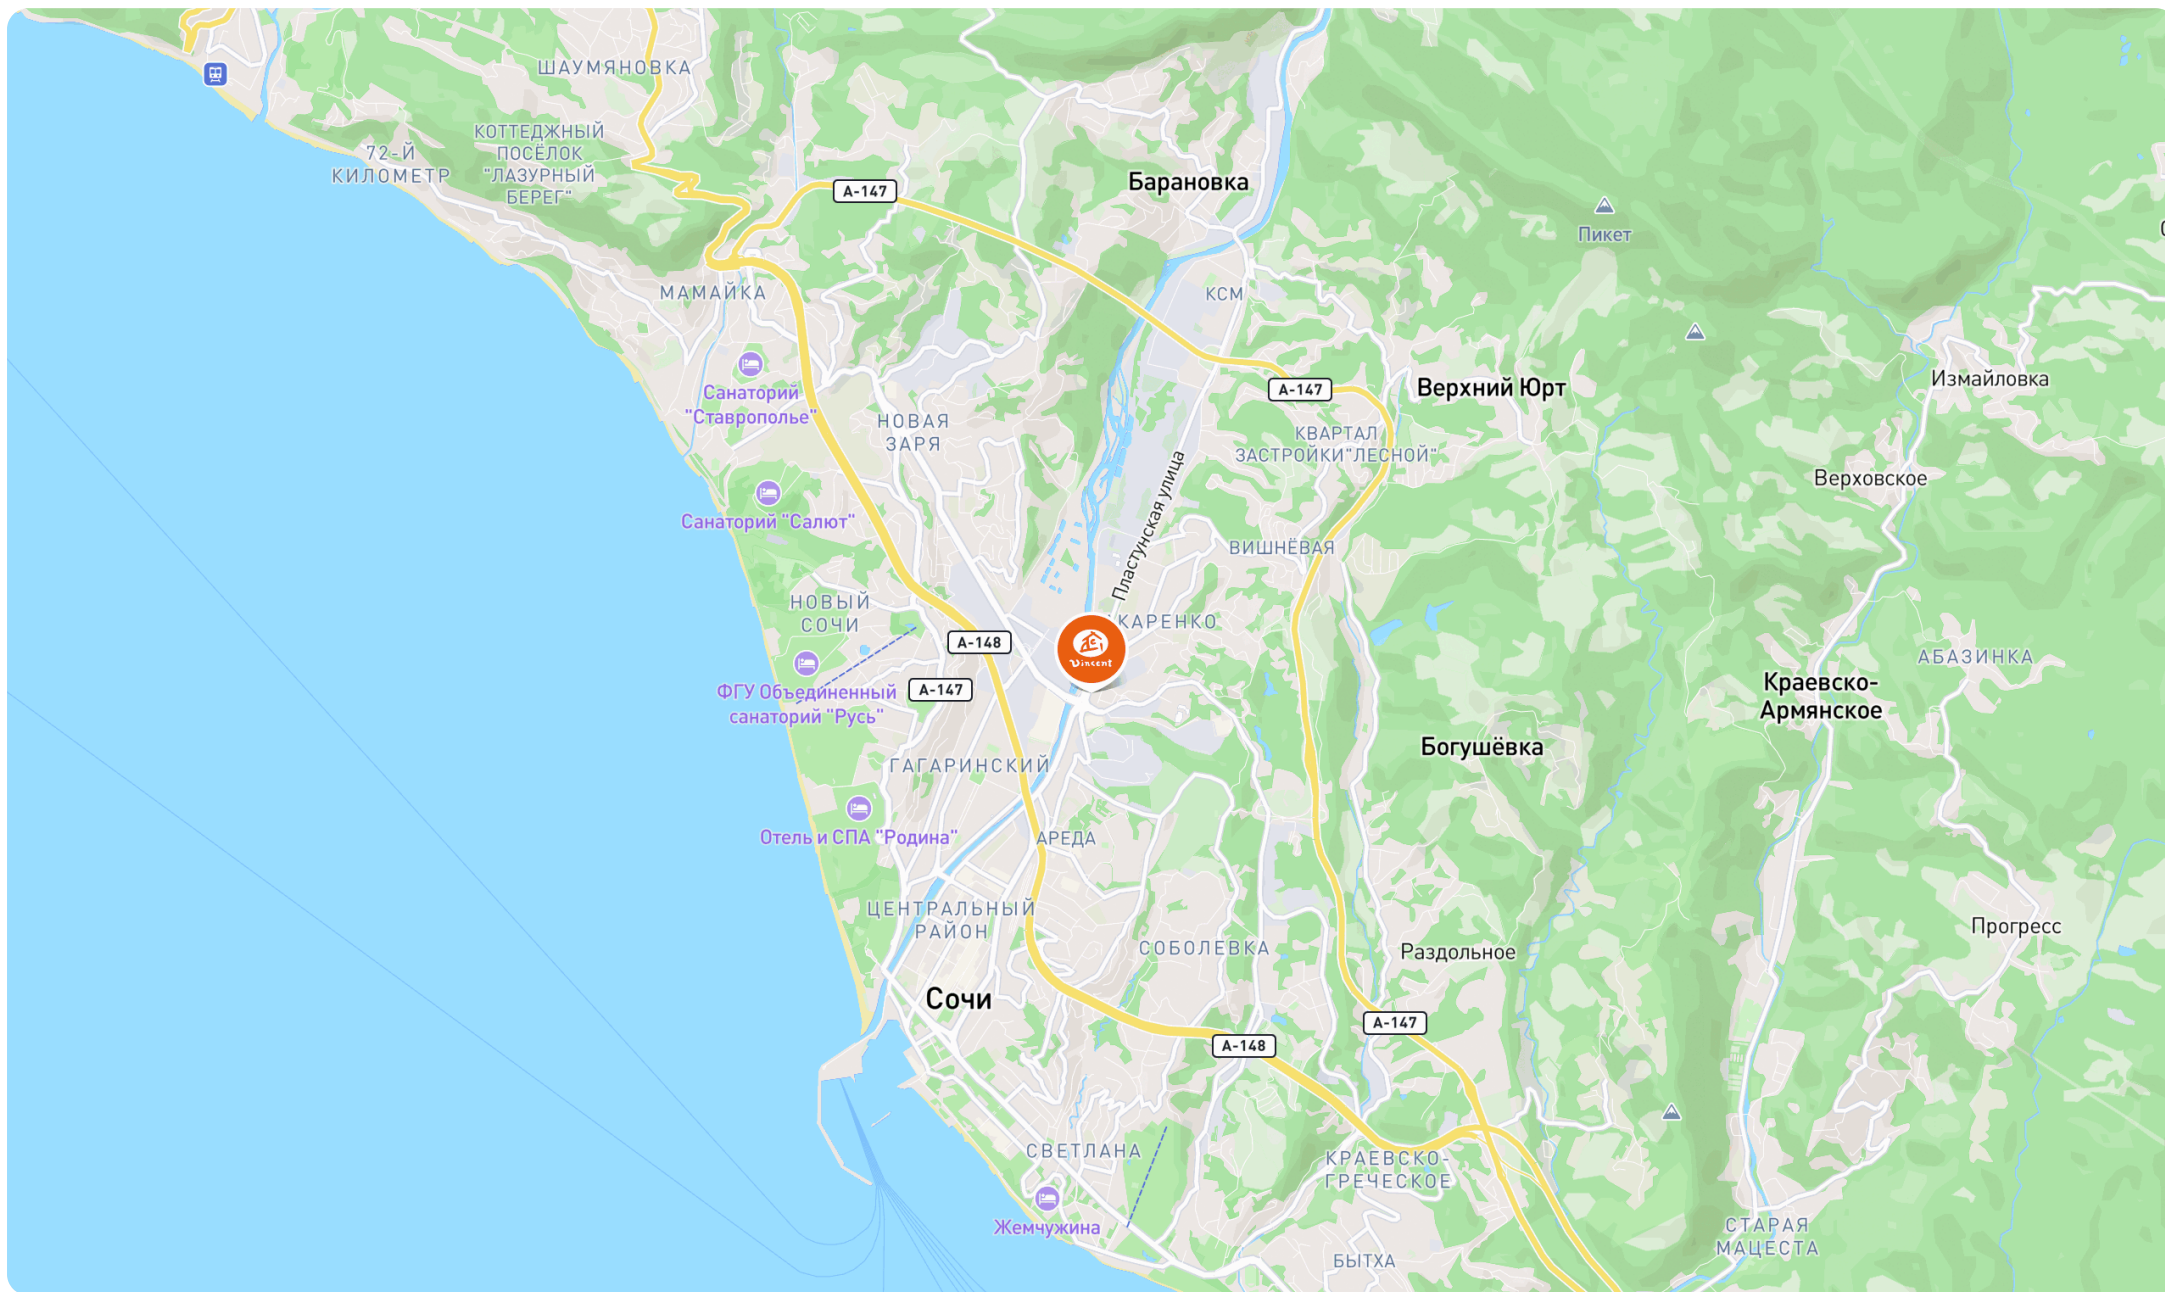 ШАУМЯНОВКА
КОТТЕДЖНЫЙ
ПОСЁЛОК
"ЛАЗУРНЫЙ
БЕРЕГ"
72-Й
КИЛОМЕТР
А-147
Барановка
Пикет
МАМАЙКА
КСМ
Санаторий
"Ставрополье"
НОВАЯ
ЗАРЯ
А-147
Верхний Юрт
Измайловка
КВАРТАЛ
ЗАСТРОЙКИ"ЛЕСНОЙ"
Верховское
Санаторий "Салют"
Пластунская улица
ВИШНЁВАЯ
НОВЫЙ
СОЧИ
КАРЕНКО
А-148
Vincent
АБАЗИНКА
А-147
ФГУ Объединенный
санаторий "Русь"
Краевско-
Армянское
Богушёвка
ГАГАРИНСКИЙ
Отель и СПА "Родина"
АРЕДА
ЦЕНТРАЛЬНЫЙ
РАЙОН
СОБОЛЕВКА
Раздольное
Прогресс
Сочи
А-147
А-148
СВЕТЛАНА
КРАЕВСКО-
ГРЕЧЕСКОЕ
Жемчужина
СТАРАЯ
МАЦЕСТА
БЫТХА